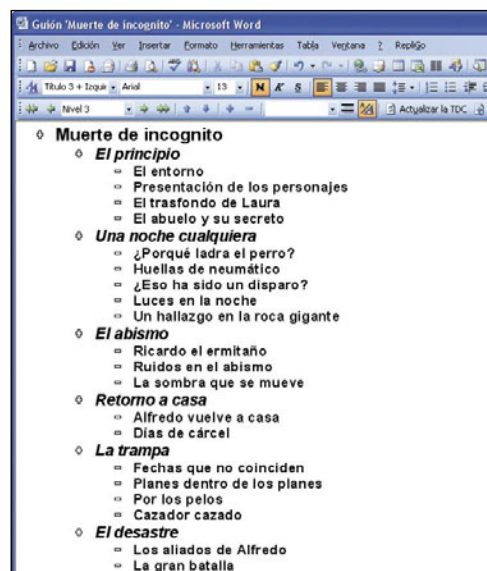 Guión 'Muerte de incognito' - Microsoft Word
Archivo Edición Ver Insertar Formato Herramientas Tabla Ventana ? RepliGo
Título 3 + Izquie Arial 13 N K S
Nivel 3 Actualizar la TDC
Muerte de incognito
El principio
El entorno
Presentación de los personajes
El trasfondo de Laura
El abuelo y su secreto
Una noche cualquiera
¿Porqué ladra el perro?
Huellas de neumático
¿Eso ha sido un disparo?
Luces en la noche
Un hallazgo en la roca gigante
El abismo
Ricardo el ermitaño
Ruidos en el abismo
La sombra que se mueve
Retorno a casa
Alfredo vuelve a casa
Días de cárcel
La trampa
Fechas que no coinciden
Planes dentro de los planes
Por los pelos
Cazador cazado
El desastre
Los aliados de Alfredo
La gran batalla